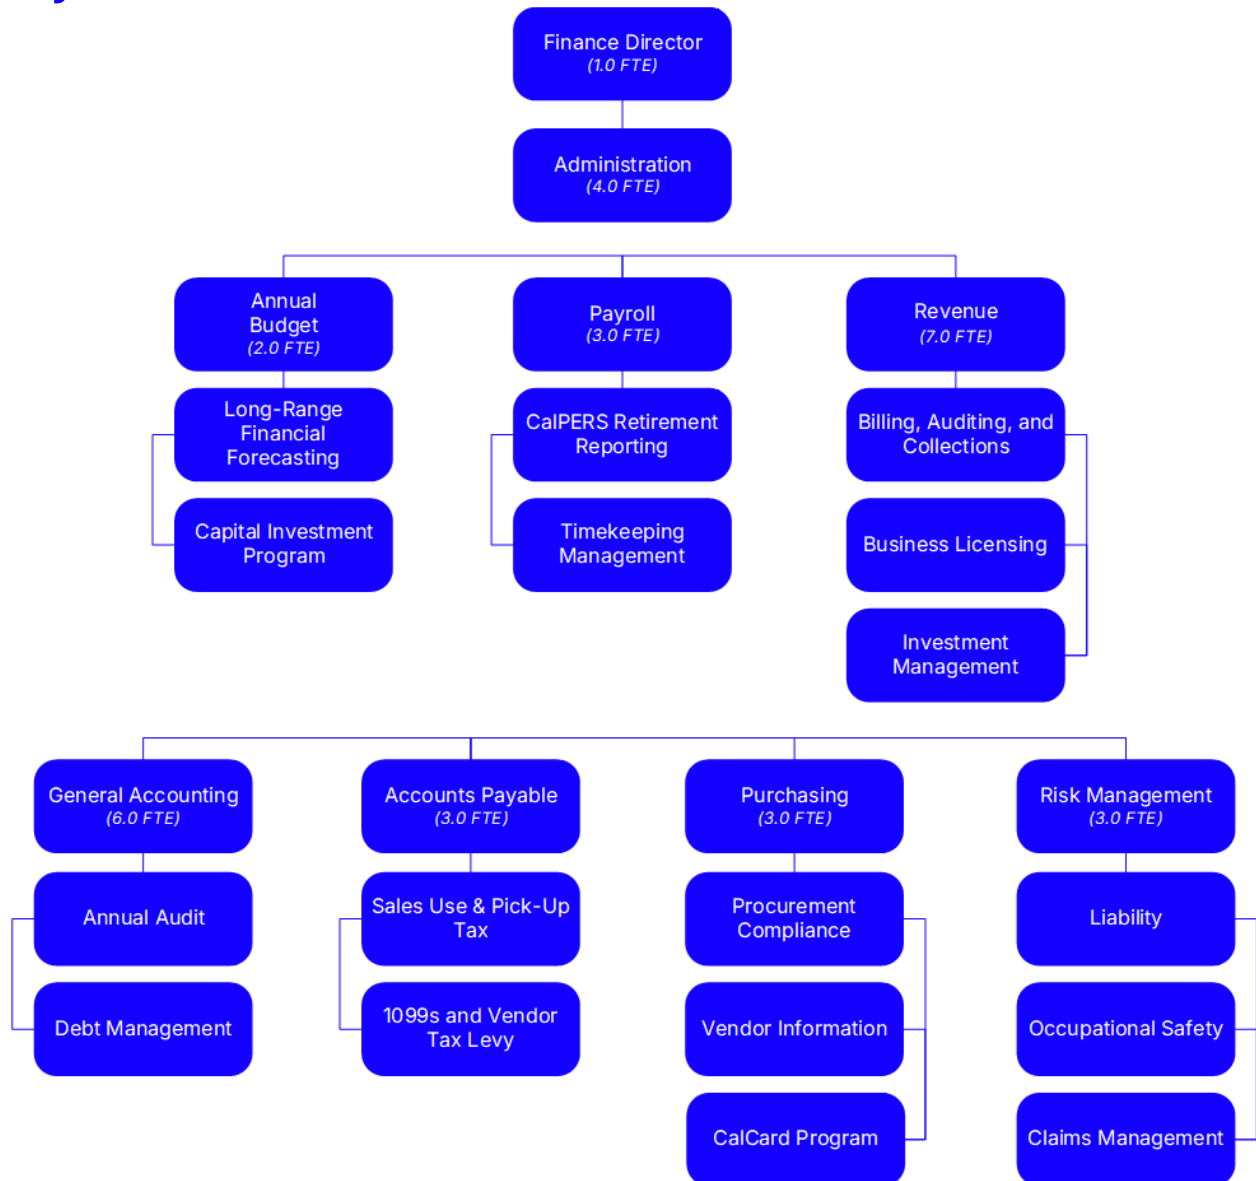 Finance Director
(1.0 FTE)
Administration
(4.0 FTE)
Annual
Budget
(2.0 FTE)
Payroll
(3.0 FTE)
Revenue
(7.0 FTE)
Long-Range
Financial
Forecasting
CalPERS Retirement
Reporting
Billing, Auditing, and
Collections
Capital Investment
Program
Timekeeping
Management
Business Licensing
Investment
Management
General Accounting
(6.0 FTE)
Accounts Payable
(3.0 FTE)
Purchasing
(3.0 FTE)
Risk Management
(3.0 FTE)
Annual Audit
Sales Use & Pick-Up
Tax
Procurement
Compliance
Liability
Debt Management
1099s and Vendor
Tax Levy
Vendor Information
Occupational Safety
CalCard Program
Claims Management